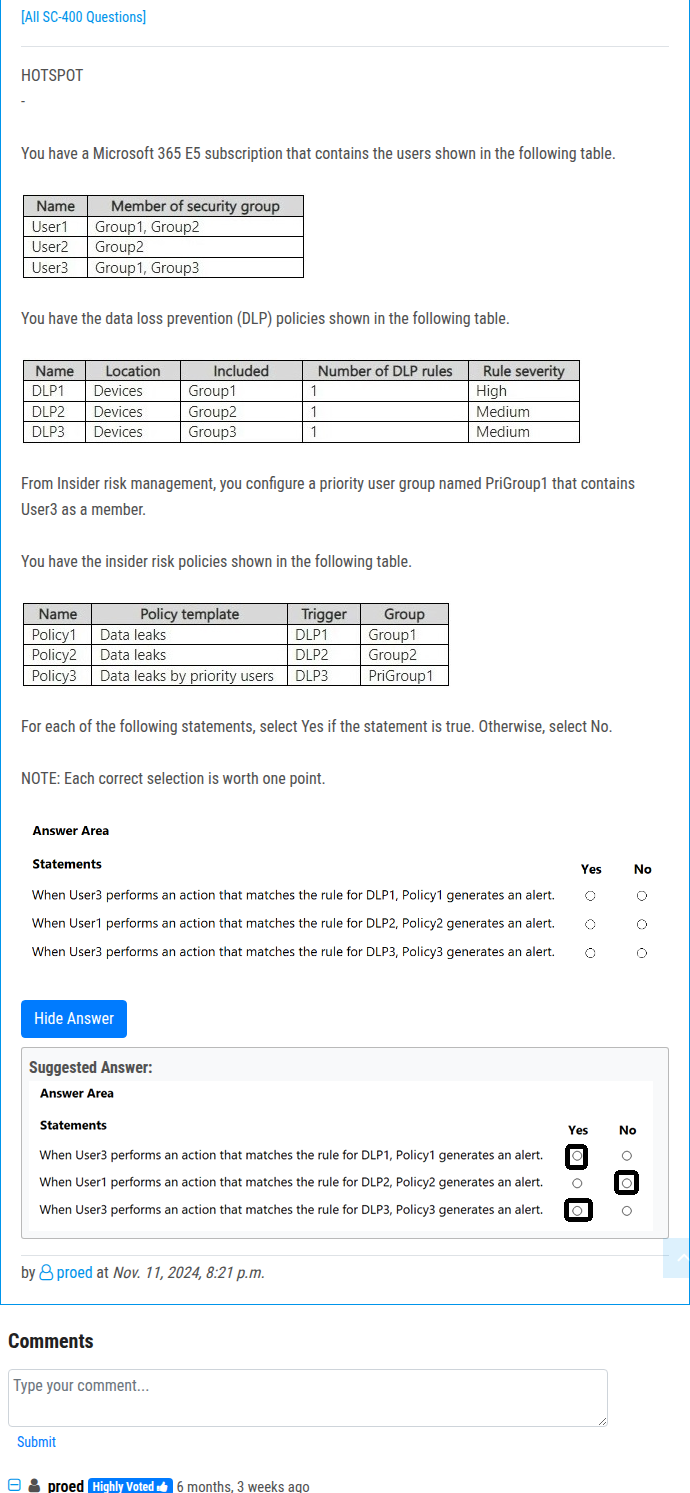 [All SC-400 Questions]
HOTSPOT
-
You have a Microsoft 365 E5 subscription that contains the users shown in the following table.
Name Member of security group
User1 Group1, Group2
User2 Group2
User3 Group1, Group3
You have the data loss prevention (DLP) policies shown in the following table.
Name Location Included Number of DLP rules Rule severity
DLP1 Devices Group1 1 High
DLP2 Devices Group2 1 Medium
DLP3 Devices Group3 1 Medium
From Insider risk management, you configure a priority user group named PriGroup1 that contains
User3 as a member.
You have the insider risk policies shown in the following table.
Name Policy template Trigger Group
Policy1 Data leaks DLP1 Group1
Policy2 Data leaks DLP2 Group2
Policy3 Data leaks by priority users DLP3 PriGroup1
For each of the following statements, select Yes if the statement is true. Otherwise, select No.
NOTE: Each correct selection is worth one point.
Answer Area
Statements Yes No
When User3 performs an action that matches the rule for DLP1, Policy1 generates an alert.
When User1 performs an action that matches the rule for DLP2, Policy2 generates an alert.
When User3 performs an action that matches the rule for DLP3, Policy3 generates an alert.
Hide Answer
Suggested Answer:
Answer Area
Statements Yes No
When User3 performs an action that matches the rule for DLP1, Policy1 generates an alert.
When User1 performs an action that matches the rule for DLP2, Policy2 generates an alert.
When User3 performs an action that matches the rule for DLP3, Policy3 generates an alert.
by proed at Nov. 11, 2024, 8:21 p.m.
Comments
Type your comment...
Submit
proed Highly Voted 6 months, 3 weeks ago